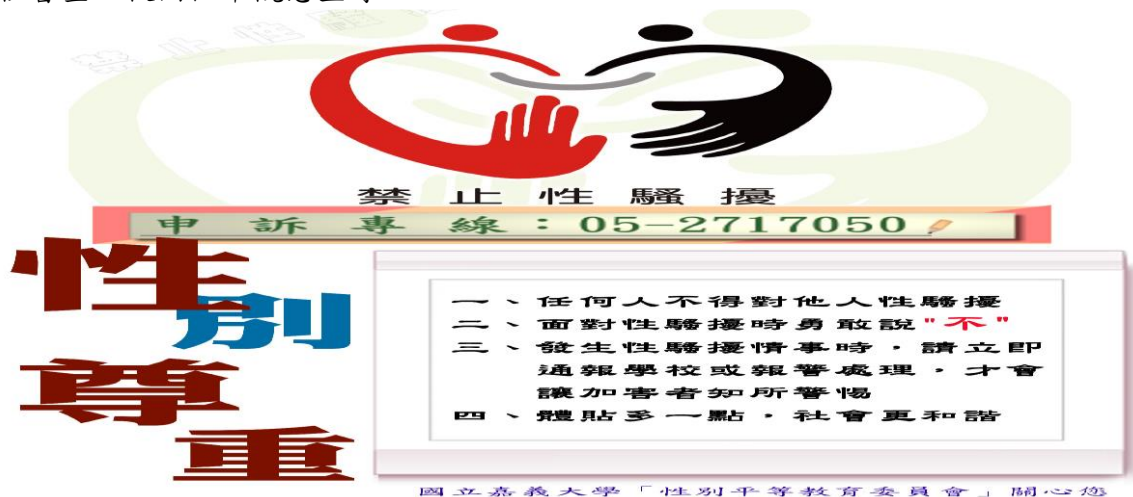 禁止性騷擾
申訴專線：05-2717050
性別尊重
一、任何人不得對他人性騷擾
二、面對性騷擾時勇敢說"不"
三、發生性騷擾情事時，請立即
通報學校或報警處理，才會
讓加害者知所警惕
四、體貼多一點，社會更和諧
國立嘉義大學「性別平等教育委員會」關心您